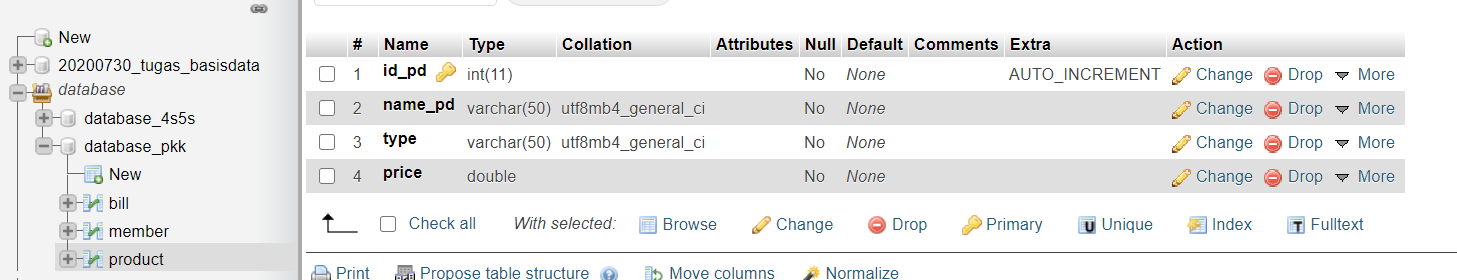 New
20200730_tugas_basisdata
database
database_4s5s
database_pkk
New
bill
member
product
# Name Type Collation Attributes Null Default Comments Extra Action
1 id_pd int(11) No None AUTO_INCREMENT Change Drop More
2 name_pd varchar(50) utf8mb4_general_ci No None Change Drop More
3 type varchar(50) utf8mb4_general_ci No None Change Drop More
4 price double No None Change Drop More
Check all With selected: Browse Change Drop Primary Unique Index Fulltext
Print Propose table structure Move columns Normalize